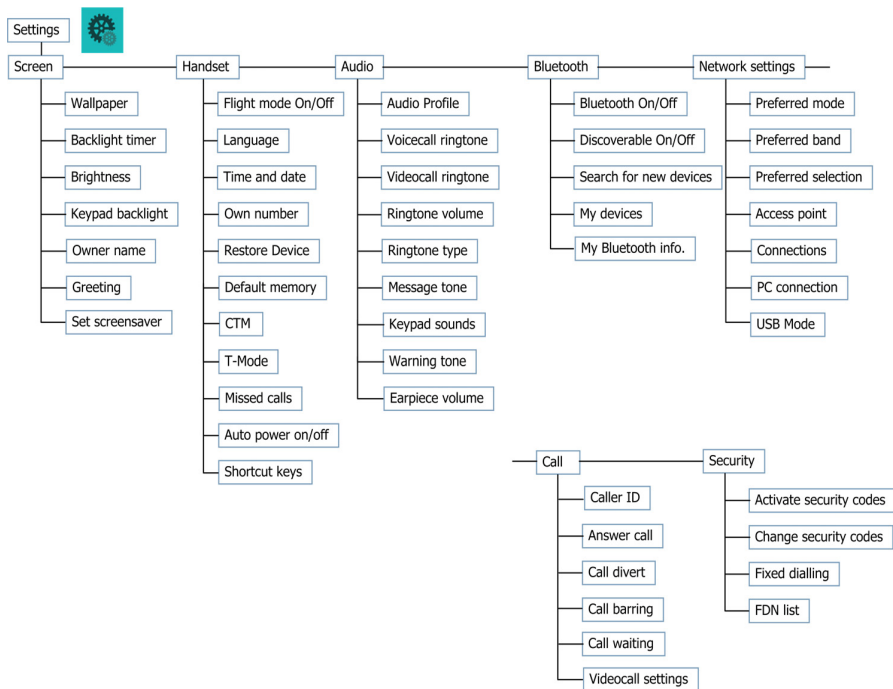 Settings
Screen
Wallpaper
Backlight timer
Brightness
Keypad backlight
Owner name
Greeting
Set screensaver
Handset
Flight mode On/Off
Language
Time and date
Own number
Restore Device
Default memory
CTM
T-Mode
Missed calls
Auto power on/off
Shortcut keys
Audio
Audio Profile
Voicecall ringtone
Videocall ringtone
Ringtone volume
Ringtone type
Message tone
Keypad sounds
Warning tone
Earpiece volume
Bluetooth
Bluetooth On/Off
Discoverable On/Off
Search for new devices
My devices
My Bluetooth info.
Network settings
Preferred mode
Preferred band
Preferred selection
Access point
Connections
PC connection
USB Mode
Call
Caller ID
Answer call
Call divert
Call barring
Call waiting
Videocall settings
Security
Activate security codes
Change security codes
Fixed dialling
FDN list